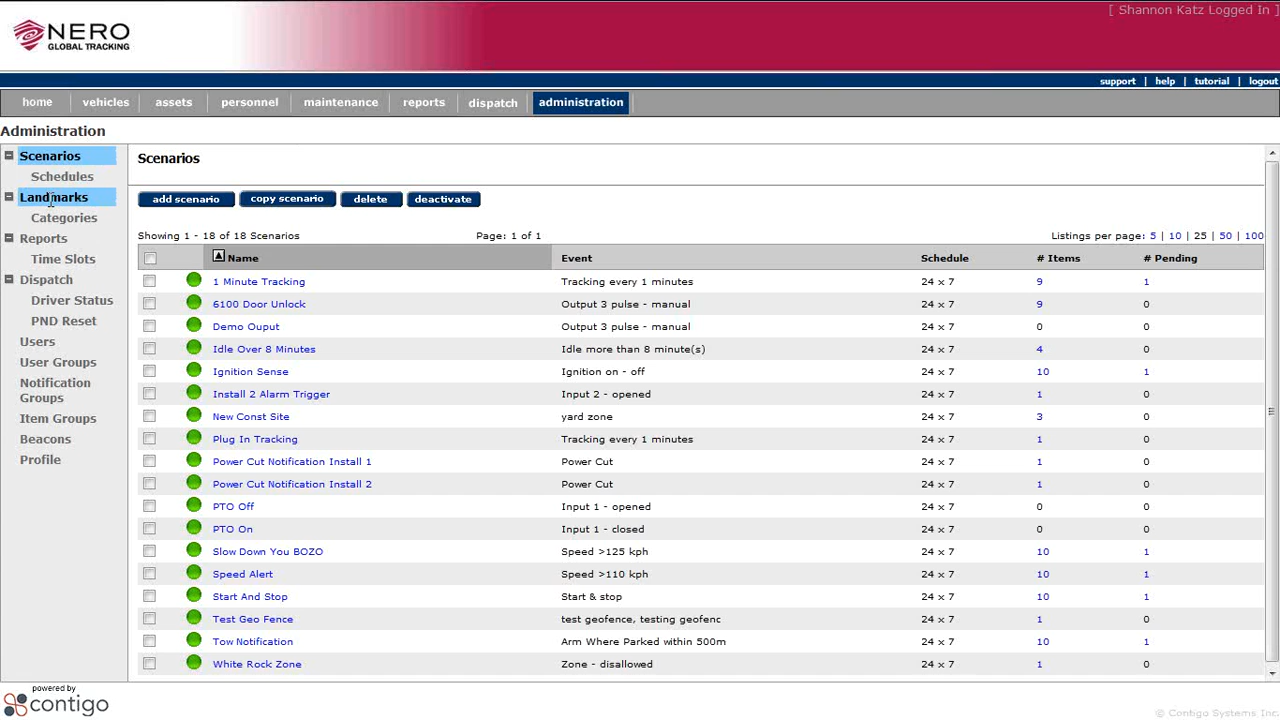 [ Shannon Katz Logged In ]
NERO
GLOBAL TRACKING
support | help | tutorial | logout
home vehicles assets personnel maintenance reports dispatch administration
Administration
Scenarios
Schedules
Landmarks
Categories
Reports
Time Slots
Dispatch
Driver Status
PND Reset
Users
User Groups
Notification
Groups
Item Groups
Beacons
Profile
Scenarios
add scenario copy scenario delete deactivate
Showing 1 - 18 of 18 Scenarios Page: 1 of 1 Listings per page: 5 | 10 | 25 | 50 | 100
Name Event Schedule # Items # Pending
1 Minute Tracking Tracking every 1 minutes 24 x 7 9 1
6100 Door Unlock Output 3 pulse - manual 24 x 7 9 0
Demo Ouput Output 3 pulse - manual 24 x 7 0 0
Idle Over 8 Minutes Idle more than 8 minute(s) 24 x 7 4 0
Ignition Sense Ignition on - off 24 x 7 10 1
Install 2 Alarm Trigger Input 2 - opened 24 x 7 1 0
New Const Site yard zone 24 x 7 3 0
Plug In Tracking Tracking every 1 minutes 24 x 7 1 0
Power Cut Notification Install 1 Power Cut 24 x 7 1 0
Power Cut Notification Install 2 Power Cut 24 x 7 1 0
PTO Off Input 1 - opened 24 x 7 0 0
PTO On Input 1 - closed 24 x 7 0 0
Slow Down You BOZO Speed >125 kph 24 x 7 10 1
Speed Alert Speed >110 kph 24 x 7 10 1
Start And Stop Start & stop 24 x 7 10 1
Test Geo Fence test geofence, testing geofenc 24 x 7 1 0
Tow Notification Arm Where Parked within 500m 24 x 7 10 1
White Rock Zone Zone - disallowed 24 x 7 1 0
powered by
contigo
© Contigo Systems Inc.